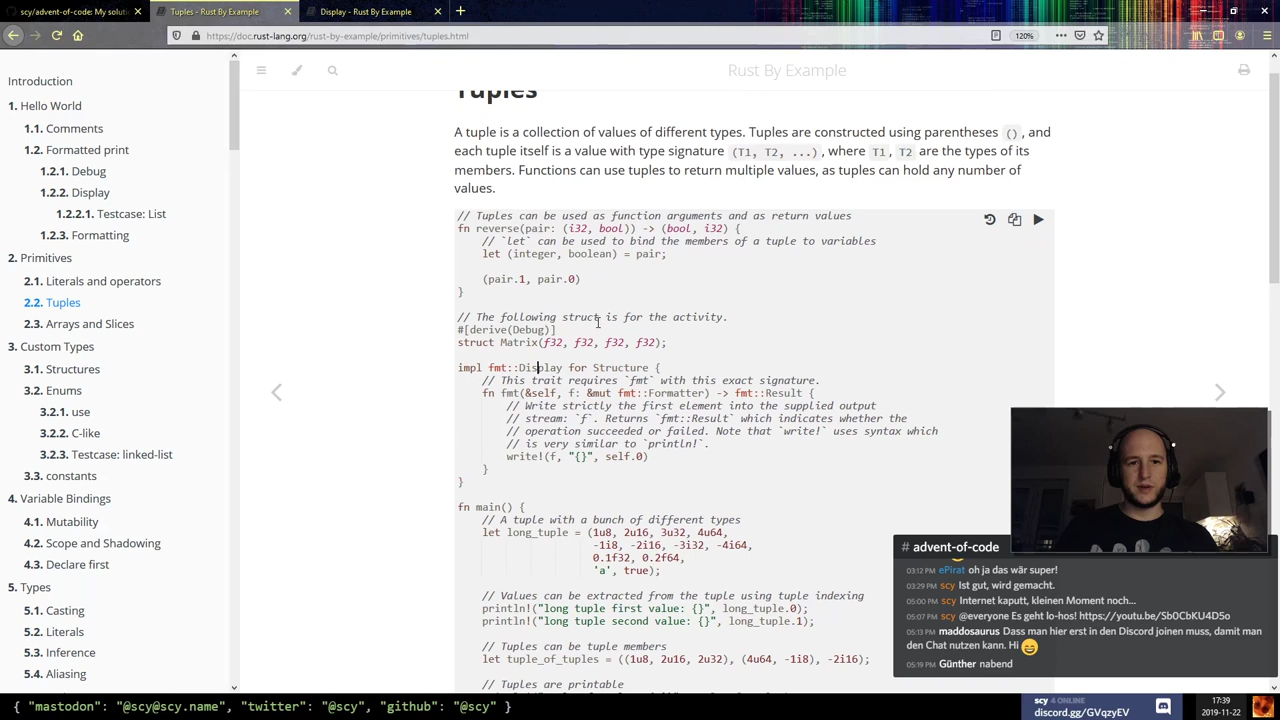 scy/advent-of-code: My soluti
Tuples - Rust By Example
Display - Rust By Example
https://doc.rust-lang.org/rust-by-example/primitives/tuples.html
120%
Introduction
1. Hello World
1.1. Comments
1.2. Formatted print
1.2.1. Debug
1.2.2. Display
1.2.2.1. Testcase: List
1.2.3. Formatting
2. Primitives
2.1. Literals and operators
2.2. Tuples
2.3. Arrays and Slices
3. Custom Types
3.1. Structures
3.2. Enums
3.2.1. use
3.2.2. C-like
3.2.3. Testcase: linked-list
3.3. constants
4. Variable Bindings
4.1. Mutability
4.2. Scope and Shadowing
4.3. Declare first
5. Types
5.1. Casting
5.2. Literals
5.3. Inference
5.4. Aliasing
Rust By Example
Tuples
A tuple is a collection of values of different types. Tuples are constructed using parentheses (), and
each tuple itself is a value with type signature (T1, T2, ...), where T1, T2 are the types of its
members. Functions can use tuples to return multiple values, as tuples can hold any number of
values.
// Tuples can be used as function arguments and as return values
fn reverse(pair: (i32, bool)) -> (bool, i32) {
// `let` can be used to bind the members of a tuple to variables
let (integer, boolean) = pair;
(pair.1, pair.0)
}
// The following struct is for the activity.
#[derive(Debug)]
struct Matrix(f32, f32, f32, f32);
impl fmt::Display for Structure {
// This trait requires `fmt` with this exact signature.
fn fmt(&self, f: &mut fmt::Formatter) -> fmt::Result {
// Write strictly the first element into the supplied output
// stream: `f`. Returns `fmt::Result` which indicates whether the
// operation succeeded or failed. Note that `write!` uses syntax which
// is very similar to `println!`.
write!(f, "{}", self.0)
}
}
fn main() {
// A tuple with a bunch of different types
let long_tuple = (1u8, 2u16, 3u32, 4u64,
-1i8, -2i16, -3i32, -4i64,
0.1f32, 0.2f64,
'a', true);
// Values can be extracted from the tuple using tuple indexing
println!("long tuple first value: {}", long_tuple.0);
println!("long tuple second value: {}", long_tuple.1);
// Tuples can be tuple members
let tuple_of_tuples = ((1u8, 2u16, 2u32), (4u64, -1i8), -2i16);
// Tuples are printable
# advent-of-code
03:12 PM ePirat oh ja das wär super!
03:29 PM scy Ist gut, wird gemacht.
05:00 PM scy Internet kaputt, kleinen Moment noch...
05:07 PM scy @everyone Es geht lo-hos! https://youtu.be/Sb0CbKU4D5o
05:13 PM maddosaurus Dass man hier erst in den Discord joinen muss, damit man
den Chat nutzen kann. Hi
05:19 PM Günther nabend
{ "mastodon": "@scy@scy.name", "twitter": "@scy", "github": "@scy" }
scy 4 ONLINE
discord.gg/GVqzyEV
17:39
2019-11-22